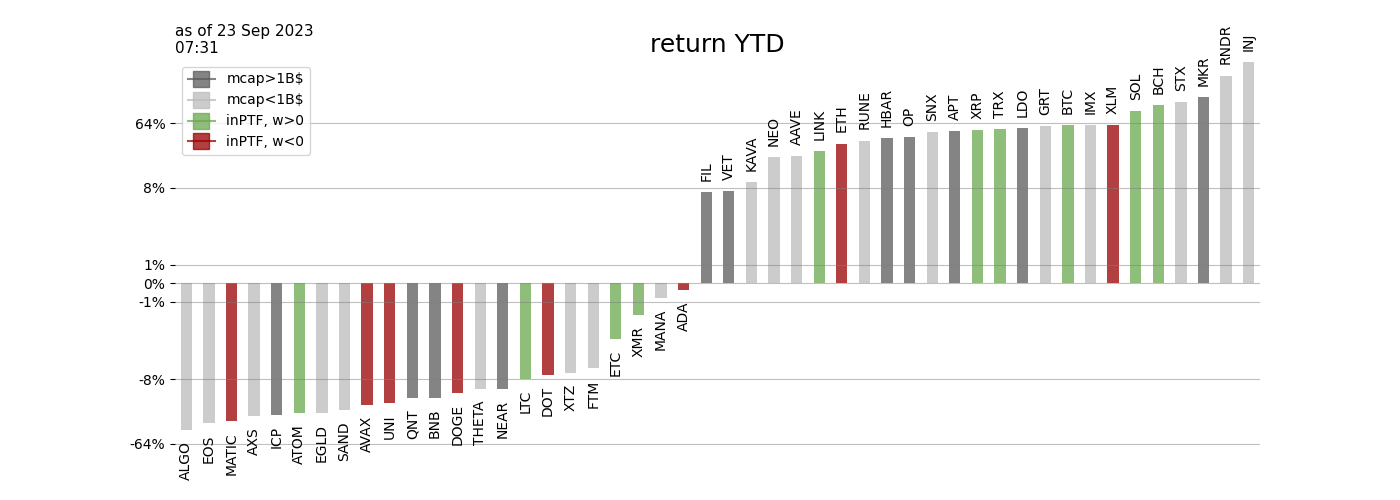 as of 23 Sep 2023
07:31
return YTD
mcap>1B$
mcap<1B$
inPTF, w>0
inPTF, w<0
64%
8%
1%
0%
-1%
-8%
-64%
ALGO
EOS
MATIC
AXS
ICP
ATOM
EGLD
SAND
AVAX
UNI
QNT
BNB
DOGE
THETA
NEAR
LTC
DOT
XTZ
FTM
ETC
XMR
MANA
ADA
FIL
VET
KAVA
NEO
AAVE
LINK
ETH
RUNE
HBAR
OP
SNX
APT
XRP
TRX
LDO
GRT
BTC
IMX
XLM
SOL
BCH
STX
MKR
RNDR
INJ